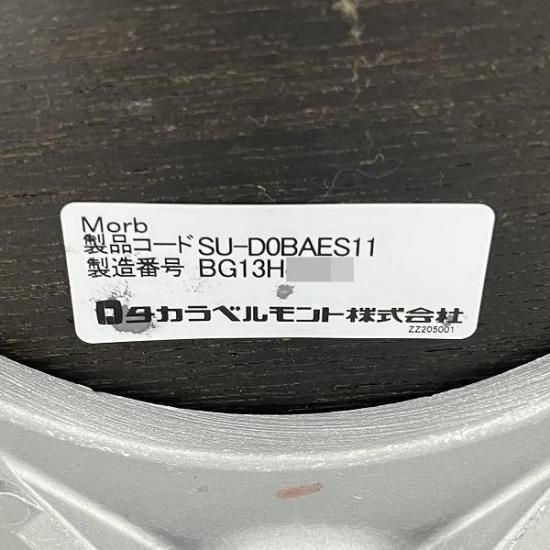 Morb
製品コード SU-D0BAES11
製造番号 BG13H
タカラベルモント株式会社
ZZ205001